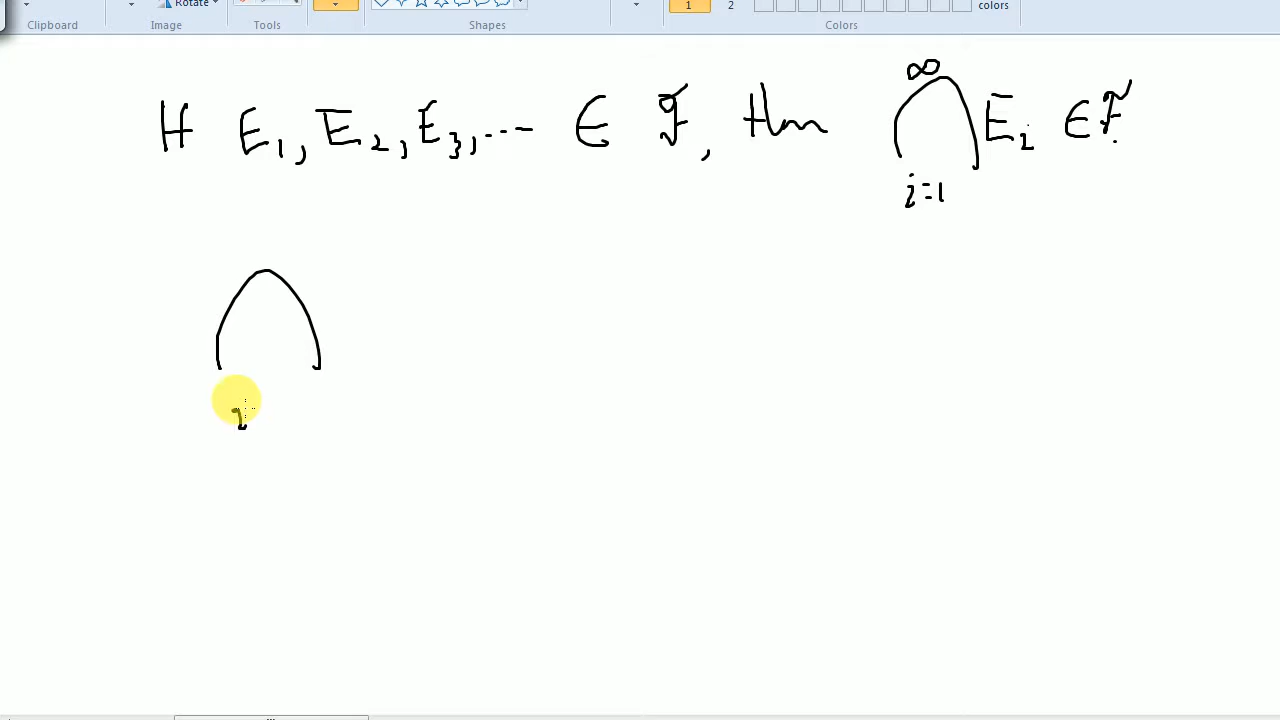 Rotate
Clipboard Image Tools Shapes 1 2 colors Colors
If E₁, E₂, E₃, ... ∈ F, then ⋂ᵢ₌₁^∞ Eᵢ ∈ F.
⋂
i